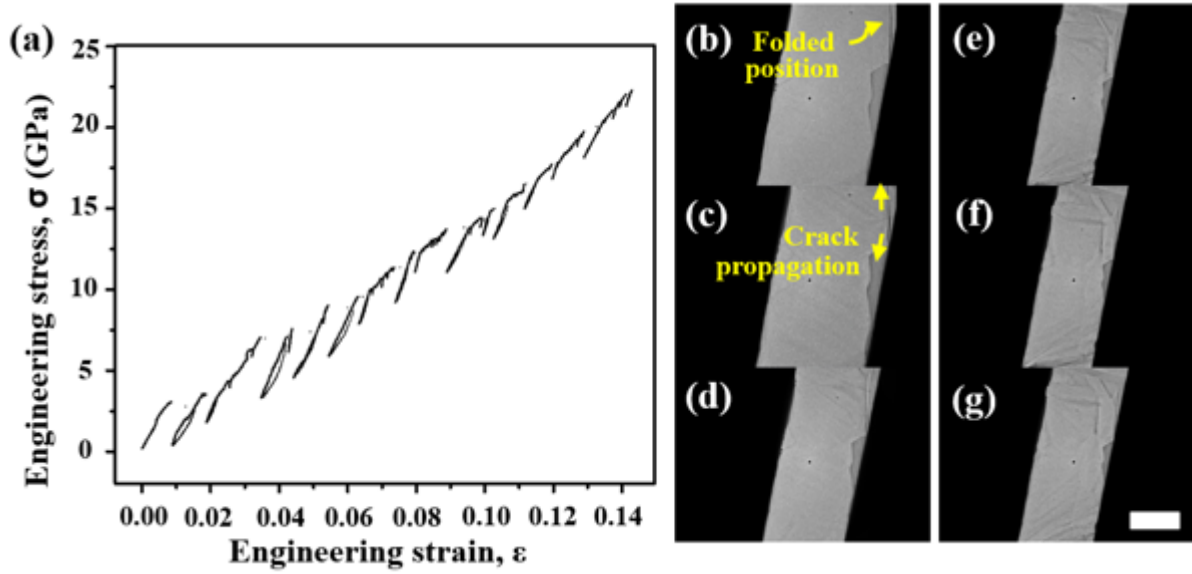 (a)
25
20
15
10
5
0
Engineering stress, σ (GPa)
0.00 0.02 0.04 0.06 0.08 0.10 0.12 0.14
Engineering strain, ε
(b)
Folded
position
(c)
Crack
propagation
(d)
(e)
(f)
(g)